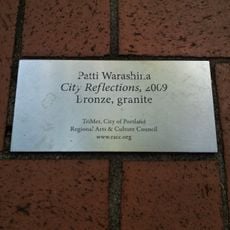 Patti Warashina
City Reflections, 2009
Bronze, granite
TriMet, City of Portland
Regional Arts & Culture Council
www.racc.org